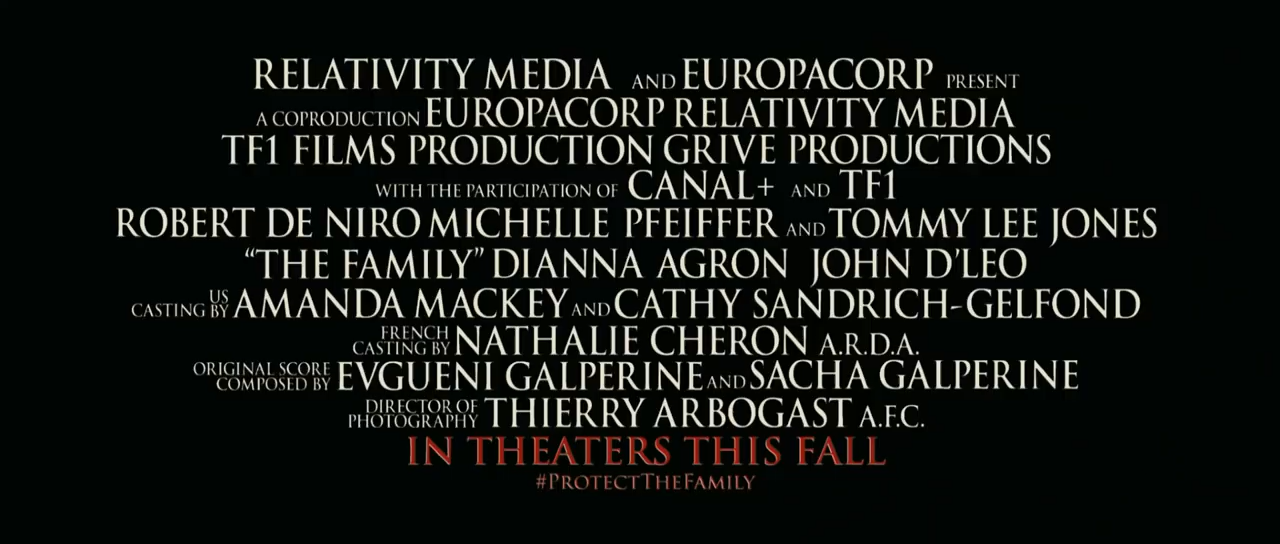 RELATIVITY MEDIA AND EUROPACORP PRESENT
A COPRODUCTION EUROPACORP RELATIVITY MEDIA
TF1 FILMS PRODUCTION GRIVE PRODUCTIONS
WITH THE PARTICIPATION OF CANAL+ AND TF1
ROBERT DE NIRO MICHELLE PFEIFFER AND TOMMY LEE JONES
“THE FAMILY” DIANNA AGRON JOHN D'LEO
US CASTING BY AMANDA MACKEY AND CATHY SANDRICH-GELFOND
FRENCH CASTING BY NATHALIE CHERON A.R.D.A.
ORIGINAL SCORE COMPOSED BY EVGUENI GALPERINE AND SACHA GALPERINE
DIRECTOR OF PHOTOGRAPHY THIERRY ARBOGAST A.F.C.
IN THEATERS THIS FALL
#PROTECTTHEFAMILY